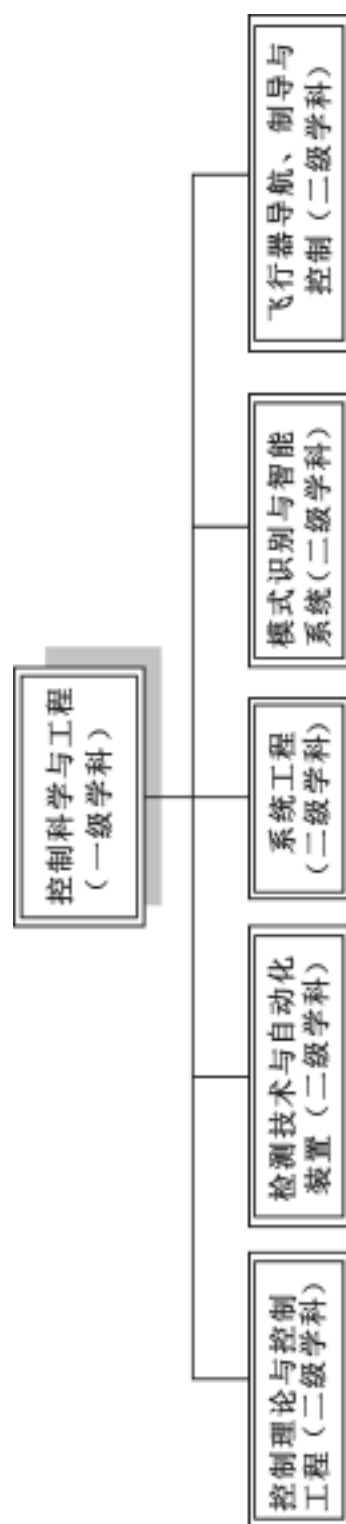 控制科学与工程
（一级学科）
控制理论与控制
工程（二级学科）
检测技术与自动化
装置（二级学科）
系统工程
（二级学科）
模式识别与智能
系统（二级学科）
飞行器导航、制导与
控制（二级学科）